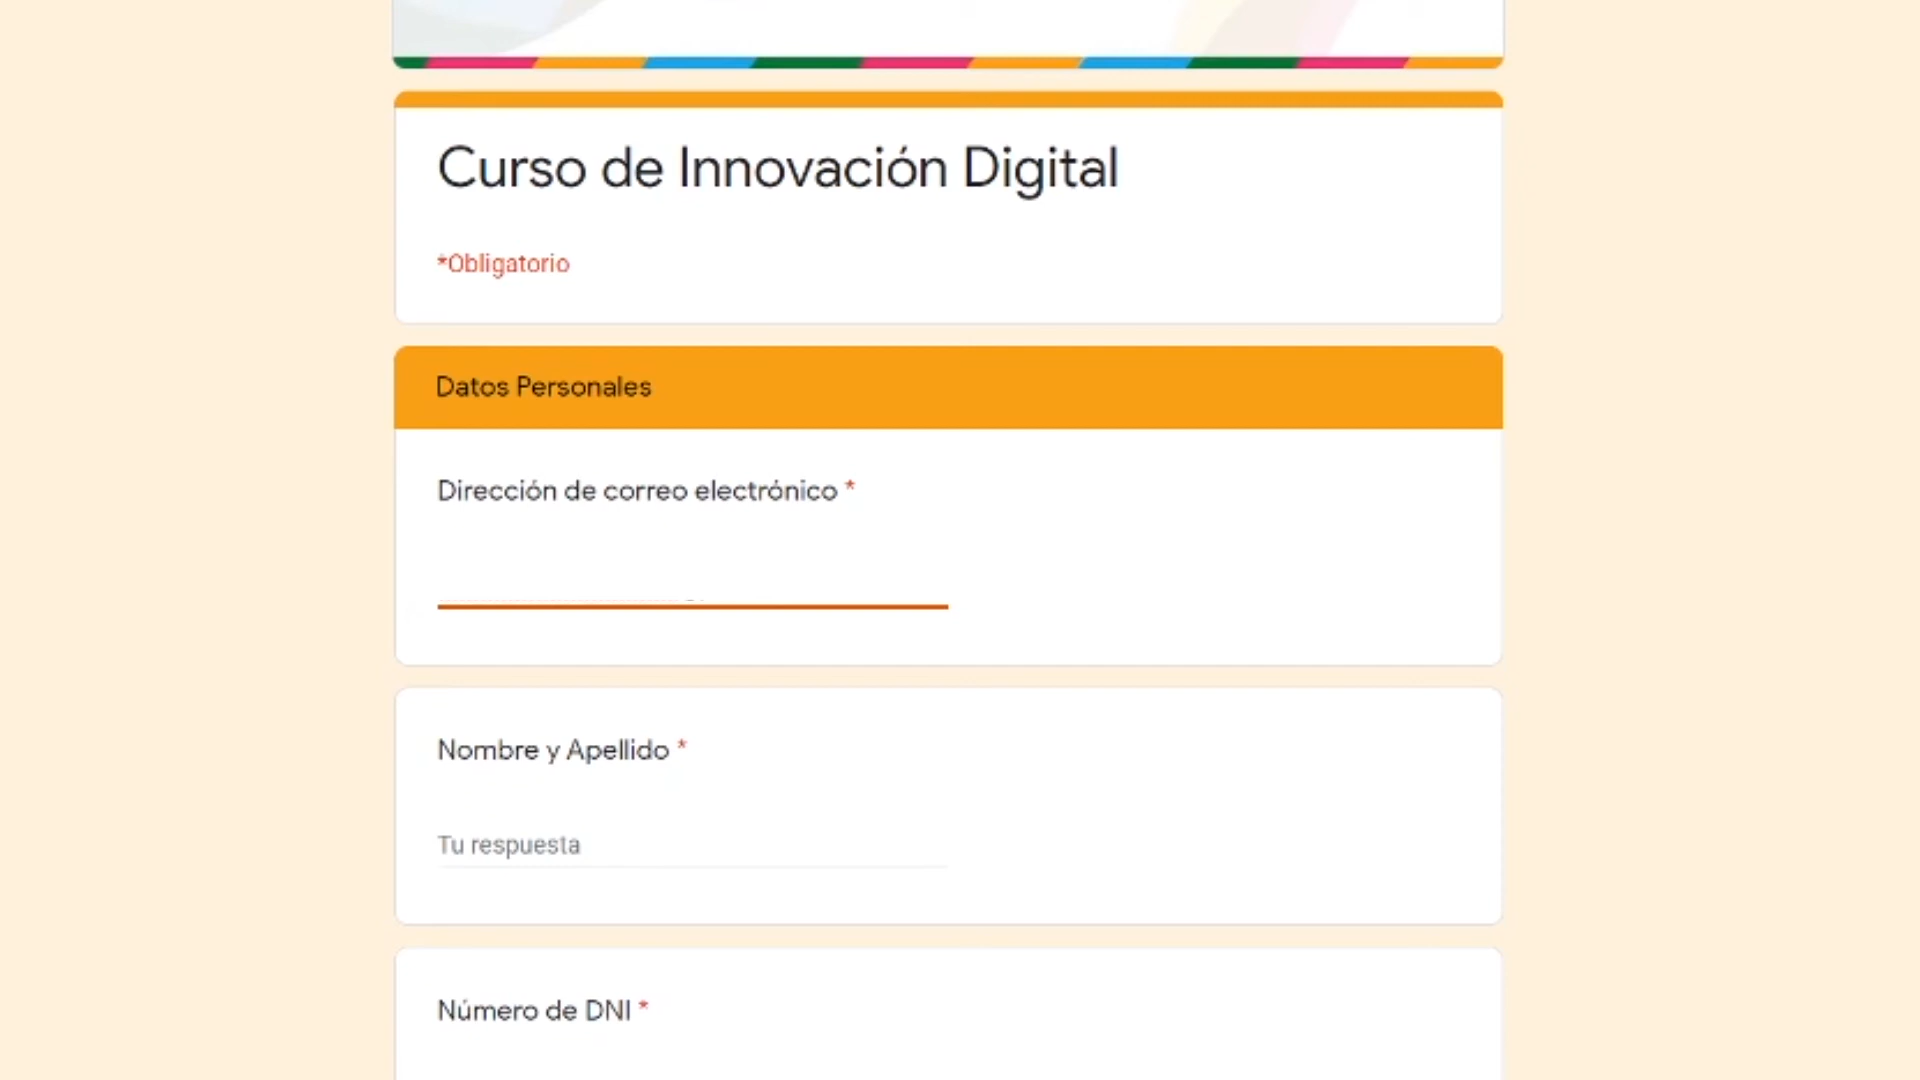 Curso de Innovación Digital
*Obligatorio
Datos Personales
Dirección de correo electrónico *
Nombre y Apellido *
Tu respuesta
Número de DNI *